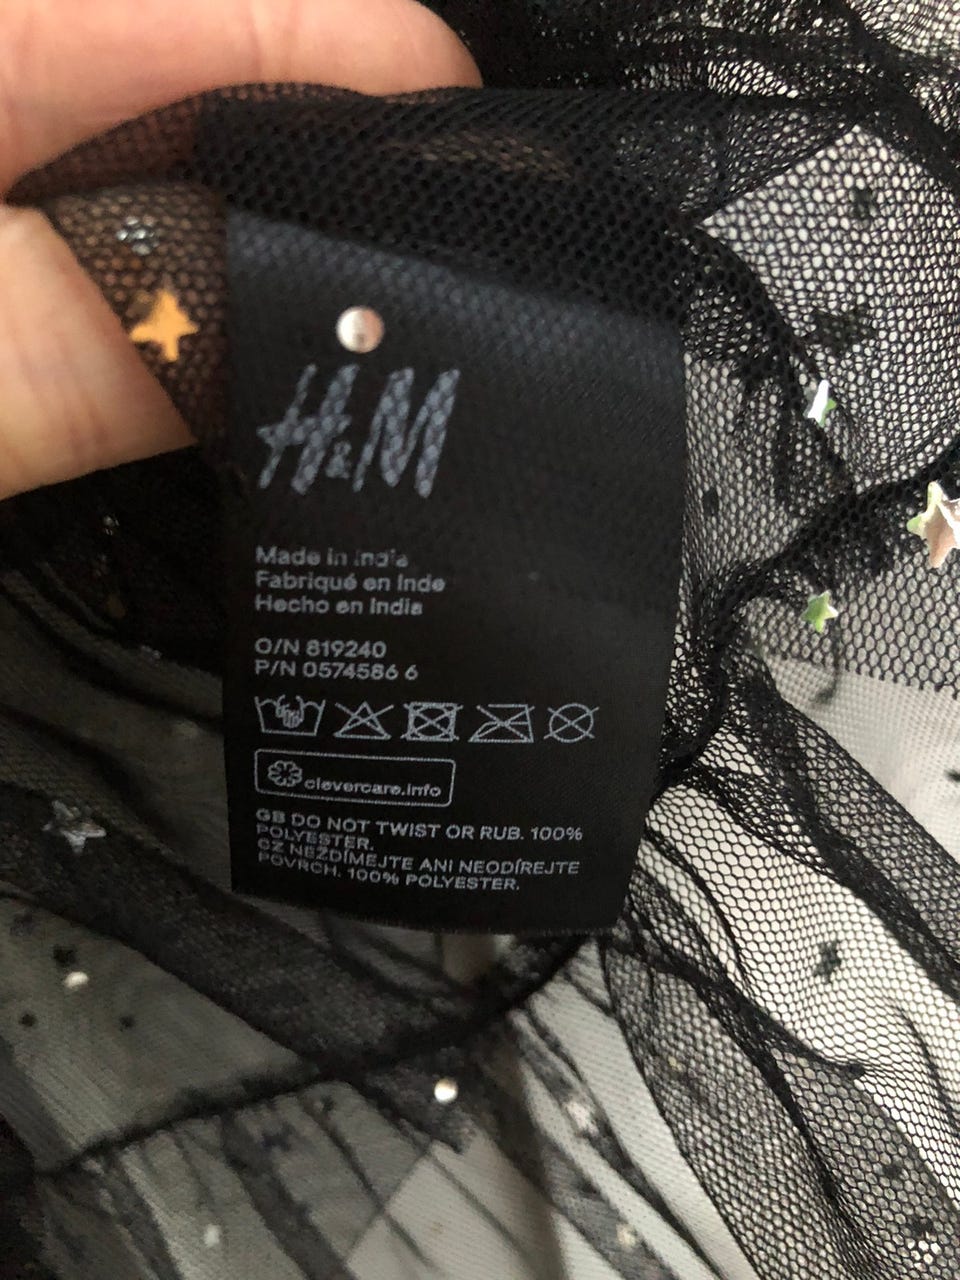 H&M
Made in India
Fabriqué en Inde
Hecho en India
O/N 819240
P/N 0574586 6
clevercare.info
GB DO NOT TWIST OR RUB. 100%
POLYESTER.
CZ NEŽDÍMEJTE ANI NEODÍREJTE
POVRCH. 100% POLYESTER.